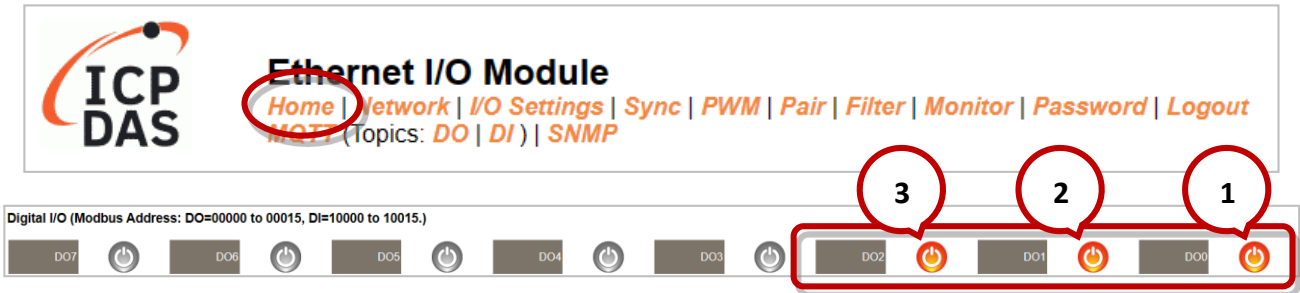 ICP
DAS
Ethernet I/O Module
Home | Network | I/O Settings | Sync | PWM | Pair | Filter | Monitor | Password | Logout
MQTT (Topics: DO | DI ) | SNMP
3 2 1
Digital I/O (Modbus Address: DO=00000 to 00015, DI=10000 to 10015.)
DO7 DO6 DO5 DO4 DO3 DO2 DO1 DO0